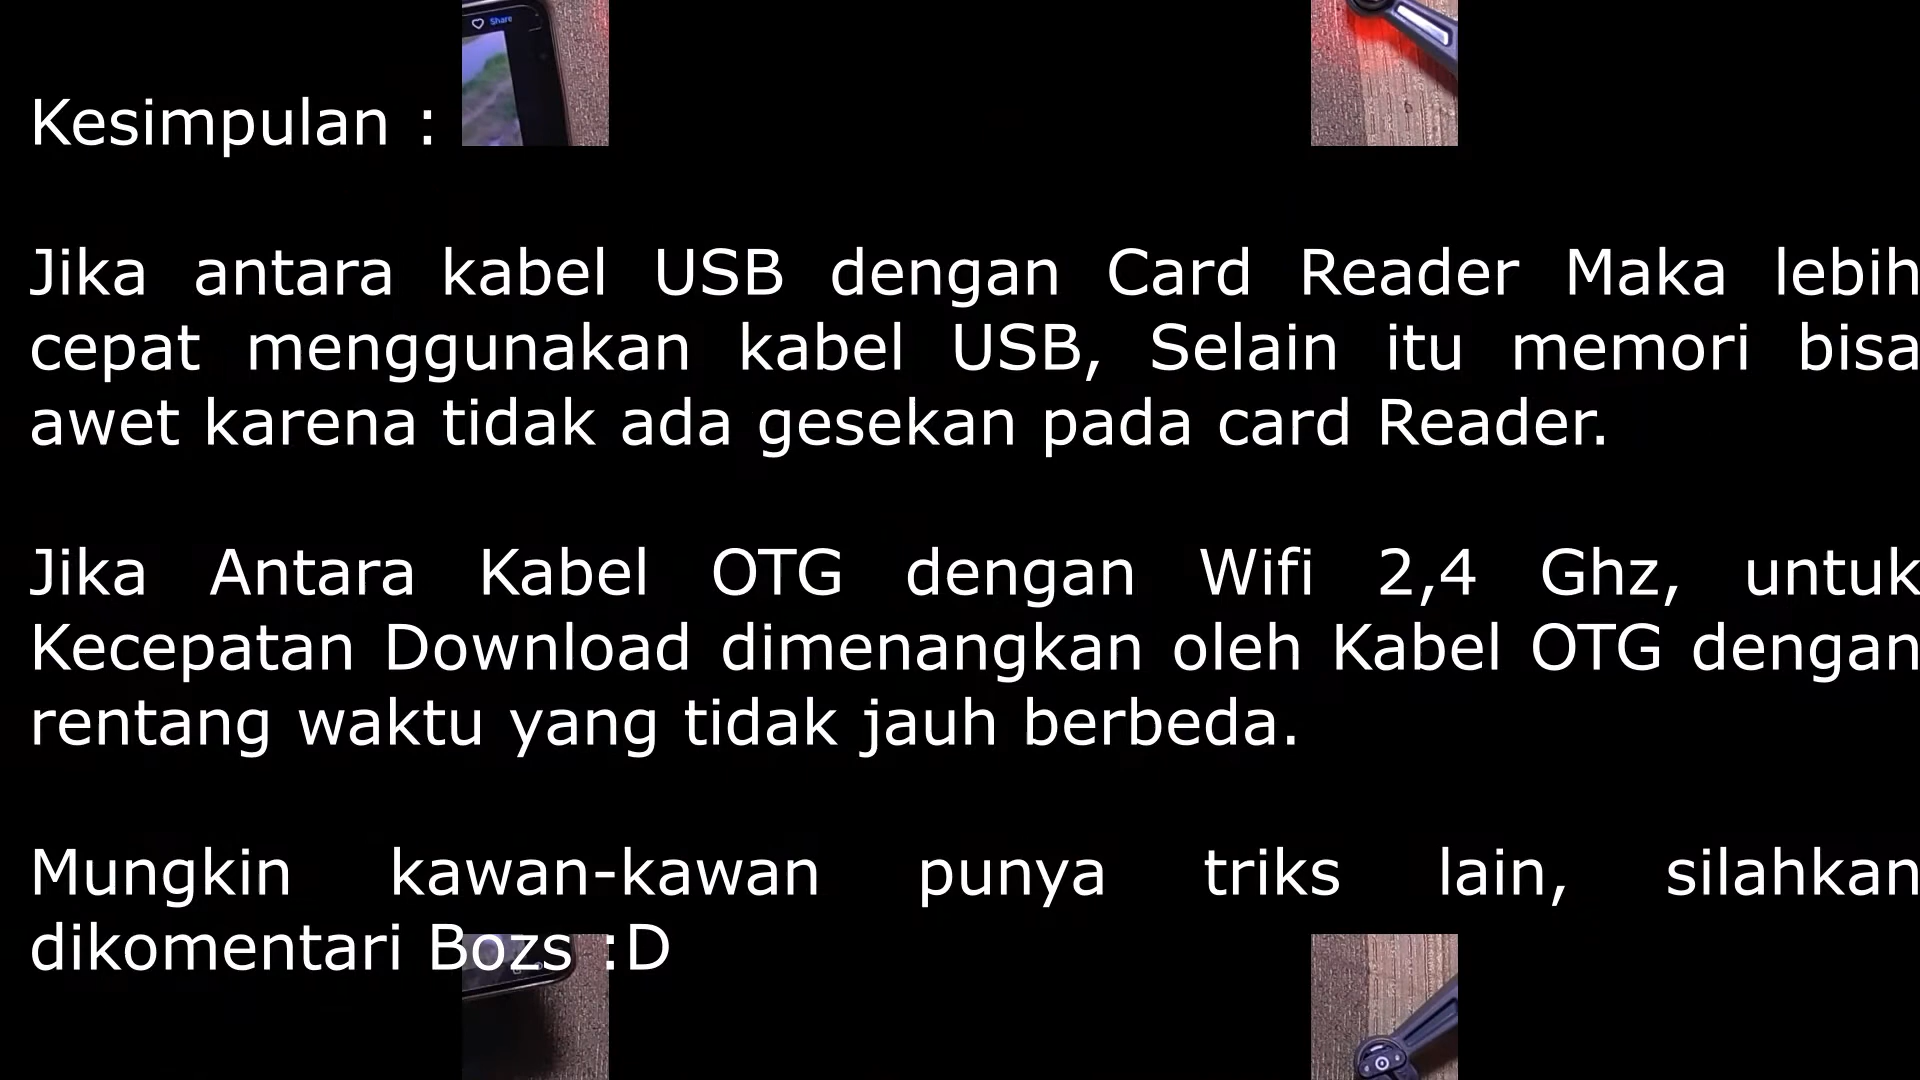 Share
Kesimpulan :
Jika antara kabel USB dengan Card Reader Maka lebih
cepat menggunakan kabel USB, Selain itu memori bisa
awet karena tidak ada gesekan pada card Reader.
Jika Antara Kabel OTG dengan Wifi 2,4 Ghz, untuk
Kecepatan Download dimenangkan oleh Kabel OTG dengan
rentang waktu yang tidak jauh berbeda.
Mungkin kawan-kawan punya triks lain, silahkan
dikomentari Bozs :D